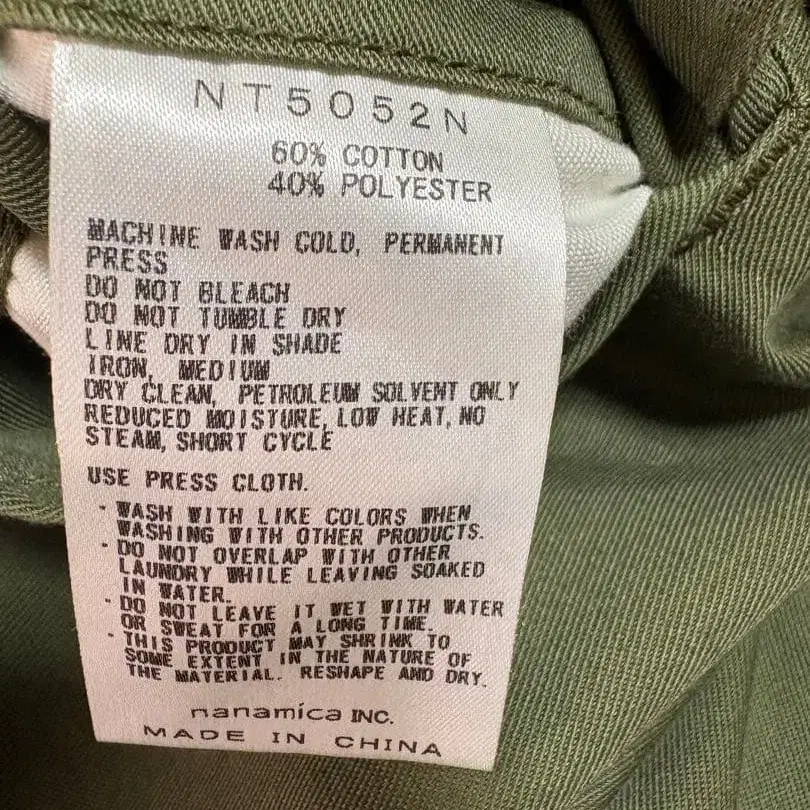 NT5052N
60% COTTON
40% POLYESTER
MACHINE WASH COLD, PERMANENT
PRESS
DO NOT BLEACH
DO NOT TUMBLE DRY
LINE DRY IN SHADE
IRON, MEDIUM
DRY CLEAN, PETROLEUM SOLVENT ONLY
REDUCED MOISTURE, LOW HEAT, NO
STEAM, SHORT CYCLE
USE PRESS CLOTH.
・WASH WITH LIKE COLORS WHEN
WASHING WITH OTHER PRODUCTS.
・DO NOT OVERLAP WITH OTHER
LAUNDRY WHILE LEAVING SOAKED
IN WATER.
・DO NOT LEAVE IT WET WITH WATER
OR SWEAT FOR A LONG TIME.
・THIS PRODUCT MAY SHRINK TO
SOME EXTENT IN THE NATURE OF
THE MATERIAL. RESHAPE AND DRY.
nanamica INC.
MADE IN CHINA